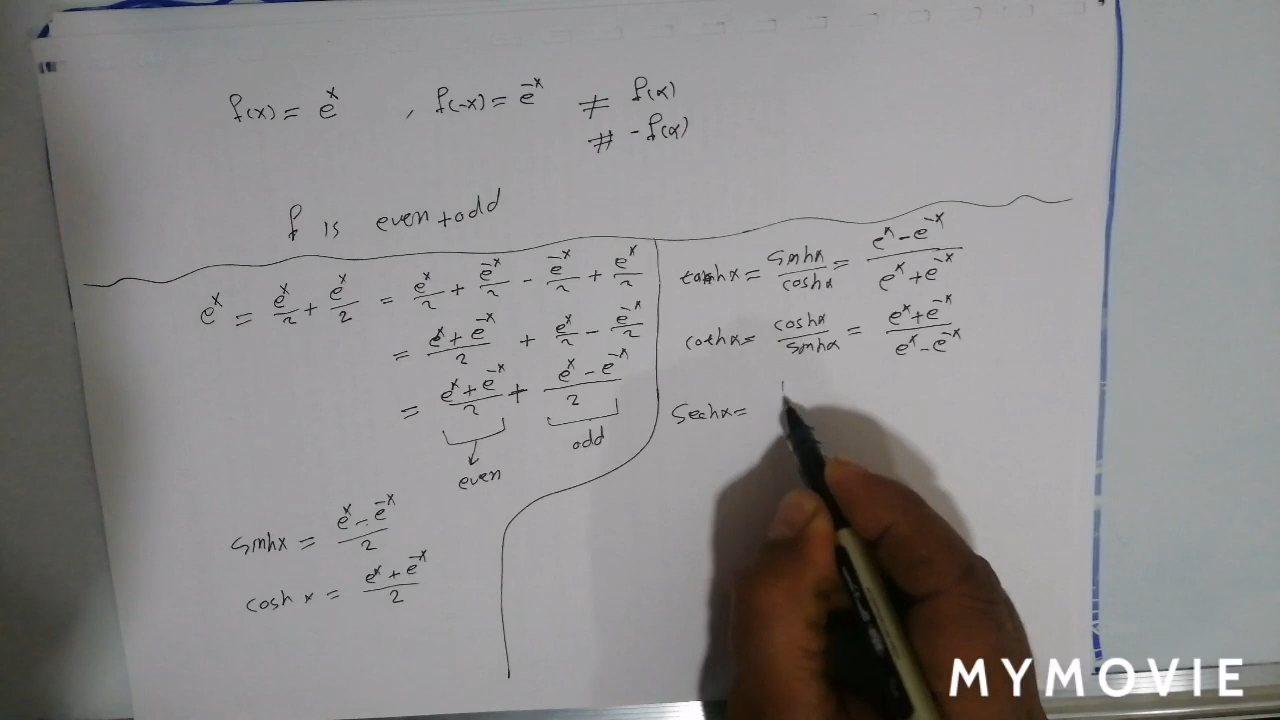 f(x) = e^x , f(-x) = e^-x ≠ f(x)
≠ -f(x)
f is even+odd
e^x = e^x/2 + e^x/2 = e^x/2 + e^-x/2 - e^-x/2 + e^x/2
= e^x + e^-x/2 + e^x/2 - e^-x/2
= e^x + e^-x/2 + e^x - e^-x/2
even
odd
sinhx = e^x - e^-x/2
cosh x = e^x + e^-x/2
tanhx = sinhx/coshx = e^x - e^-x/e^x + e^-x
cothx = coshx/sinhx = e^x + e^-x/e^x - e^-x
Sechx =
MYMOVIE